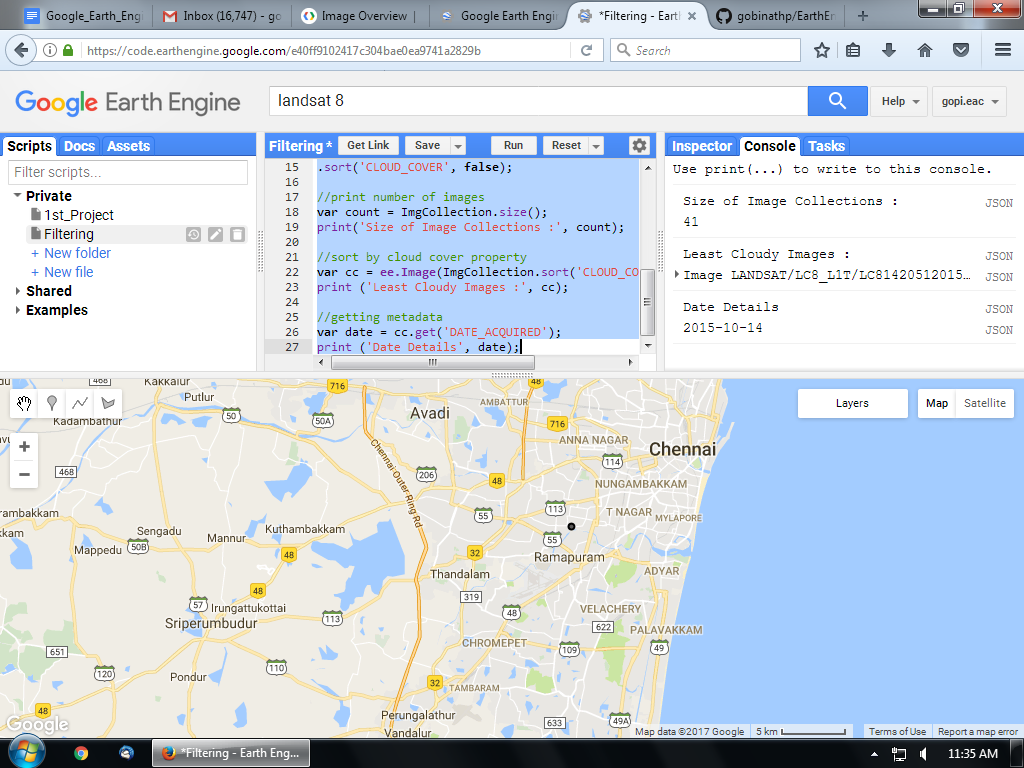 Google_Earth_Engi
Inbox (16,747) - go
Image Overview
Google Earth Engin
*Filtering - Earth
gobinathp/EarthEn
https://code.earthengine.google.com/e40ff9102417c304bae0ea9741a2829b
Search
Google Earth Engine
landsat 8
Help
gopi.eac
Scripts Docs Assets
Filter scripts...
Private
1st_Project
Filtering
+ New folder
+ New file
Shared
Examples
Filtering *
Get Link
Save
Run
Reset
15 .sort('CLOUD_COVER', false);
16
17 //print number of images
18 var count = ImgCollection.size();
19 print('Size of Image Collections :', count);
20
21 //sort by cloud cover property
22 var cc = ee.Image(ImgCollection.sort('CLOUD_CO
23 print ('Least Cloudy Images :', cc);
24
25 //getting metadata
26 var date = cc.get('DATE_ACQUIRED');
27 print ('Date Details', date);
Inspector Console Tasks
Use print(...) to write to this console.
Size of Image Collections : JSON
41
Least Cloudy Images : JSON
Image LANDSAT/LC8_L1T/LC81420512015… JSON
Date Details JSON
2015-10-14 JSON
Layers
Map
Satellite
468
Kakkalur
716
48
Putlur
50
50A
Avadi
AMBATTUR
716
Kadambathur
ANNA NAGAR
Chennai
114
468
206
48
NUNGAMBAKKAM
Chennai Outer Ring Rd
113
T NAGAR
MYLAPORE
55
rambakkam
Sengadu
Kuthambakkam
Mannur
50B
Mappedu
48
55
32
Ramapuram
Thandalam
ADYAR
48
319
57
Irungattukottai
48
VELACHERY
Sriperumbudur
113
622
PALAVAKKAM
CHROMEPET
651
109
49
120
110
Pondur
32
TAMBARAM
48
Perungalathur
633
49A
Vandalur
Google
Map data ©2017 Google
5 km
Terms of Use
Report a map error
*Filtering - Earth Eng...
11:35 AM